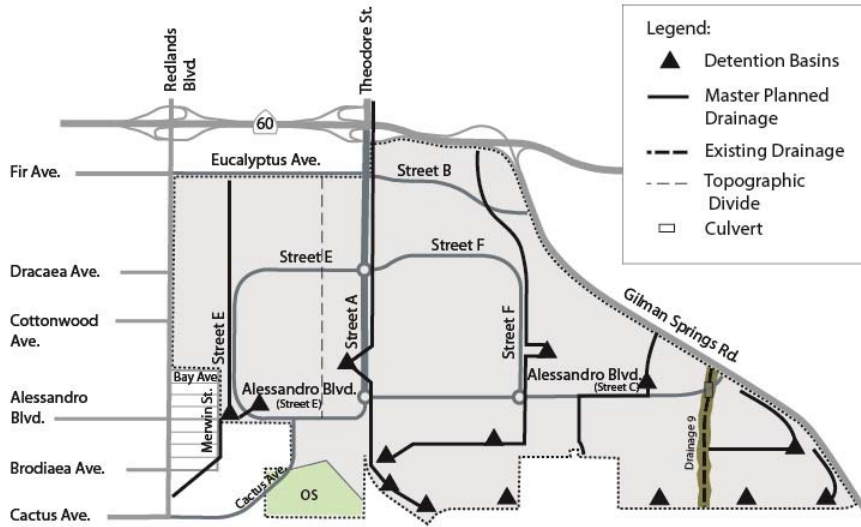 Redlands
Blvd.
Theodore St.
Legend:
Detention Basins
Master Planned
Drainage
Existing Drainage
Topographic
Divide
Culvert
60
Fir Ave.
Eucalyptus Ave.
Street B
Dracaea Ave.
Street E
Street F
Cottonwood
Ave.
Street E
Street A
Street F
Gilman Springs Rd.
Bay Ave.
Merwin St.
Alessandro
Blvd.
Alessandro Blvd.
(Street E)
Alessandro Blvd.
(Street C)
Drainage 9
Brodiaea Ave.
Cactus Ave.
OS
Cactus Ave.